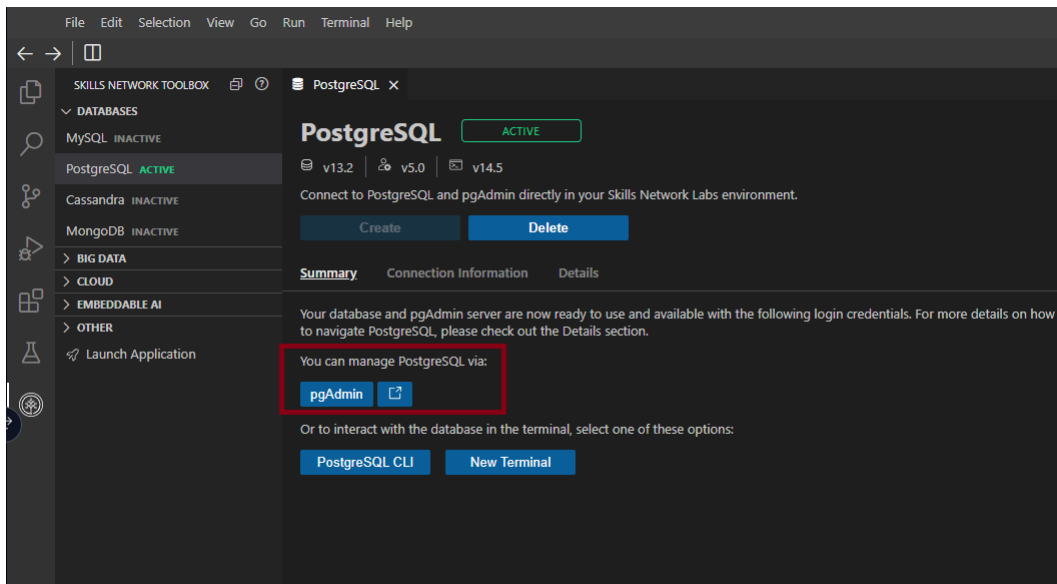 File Edit Selection View Go Run Terminal Help
SKILLS NETWORK TOOLBOX
PostgreSQL
DATABASES
MySQL INACTIVE
PostgreSQL ACTIVE
Cassandra INACTIVE
MongoDB INACTIVE
BIG DATA
CLOUD
EMBEDDABLE AI
OTHER
Launch Application
PostgreSQL ACTIVE
v13.2 v5.0 v14.5
Connect to PostgreSQL and pgAdmin directly in your Skills Network Labs environment.
Create Delete
Summary Connection Information Details
Your database and pgAdmin server are now ready to use and available with the following login credentials. For more details on how
to navigate PostgreSQL, please check out the Details section.
You can manage PostgreSQL via:
pgAdmin
Or to interact with the database in the terminal, select one of these options:
PostgreSQL CLI New Terminal